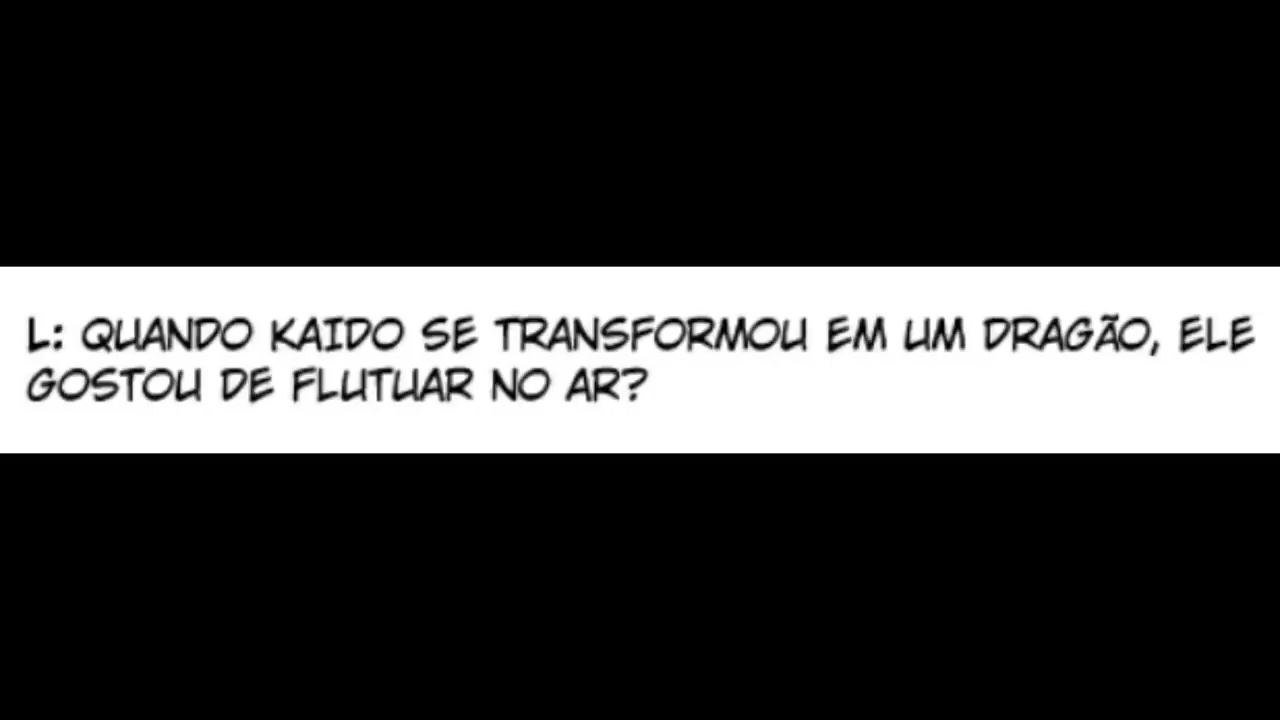 L: QUANDO KAIDO SE TRANSFORMOU EM UM DRAGÃO, ELE
GOSTOU DE FLUTUAR NO AR?